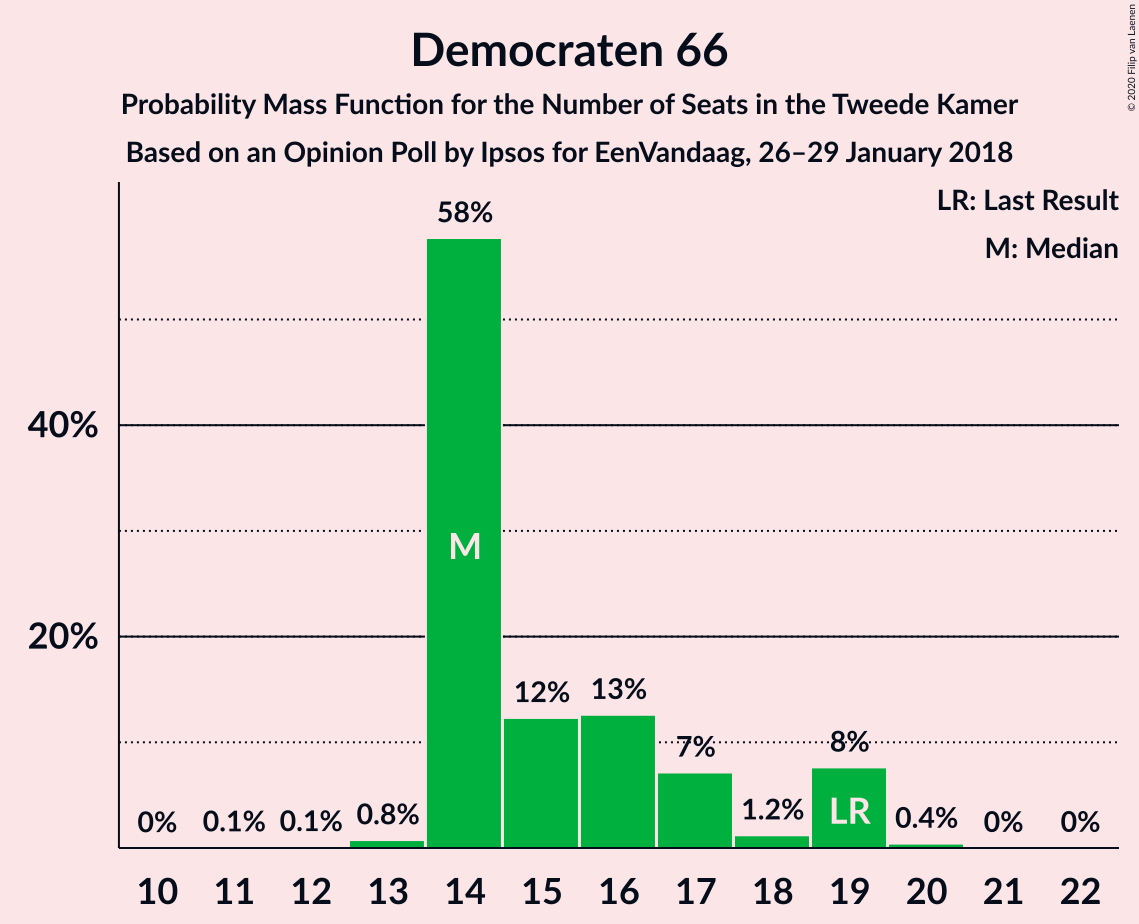 Democraten 66
Probability Mass Function for the Number of Seats in the Tweede Kamer
Based on an Opinion Poll by Ipsos for EenVandaag, 26–29 January 2018
© 2020 Filip van Laenen
LR: Last Result
M: Median
58%
40%
M
20%
12%
13%
7%
8%
0%
0.1%
0.1%
0.8%
1.2%
LR
0.4%
0%
0%
10 11 12 13 14 15 16 17 18 19 20 21 22